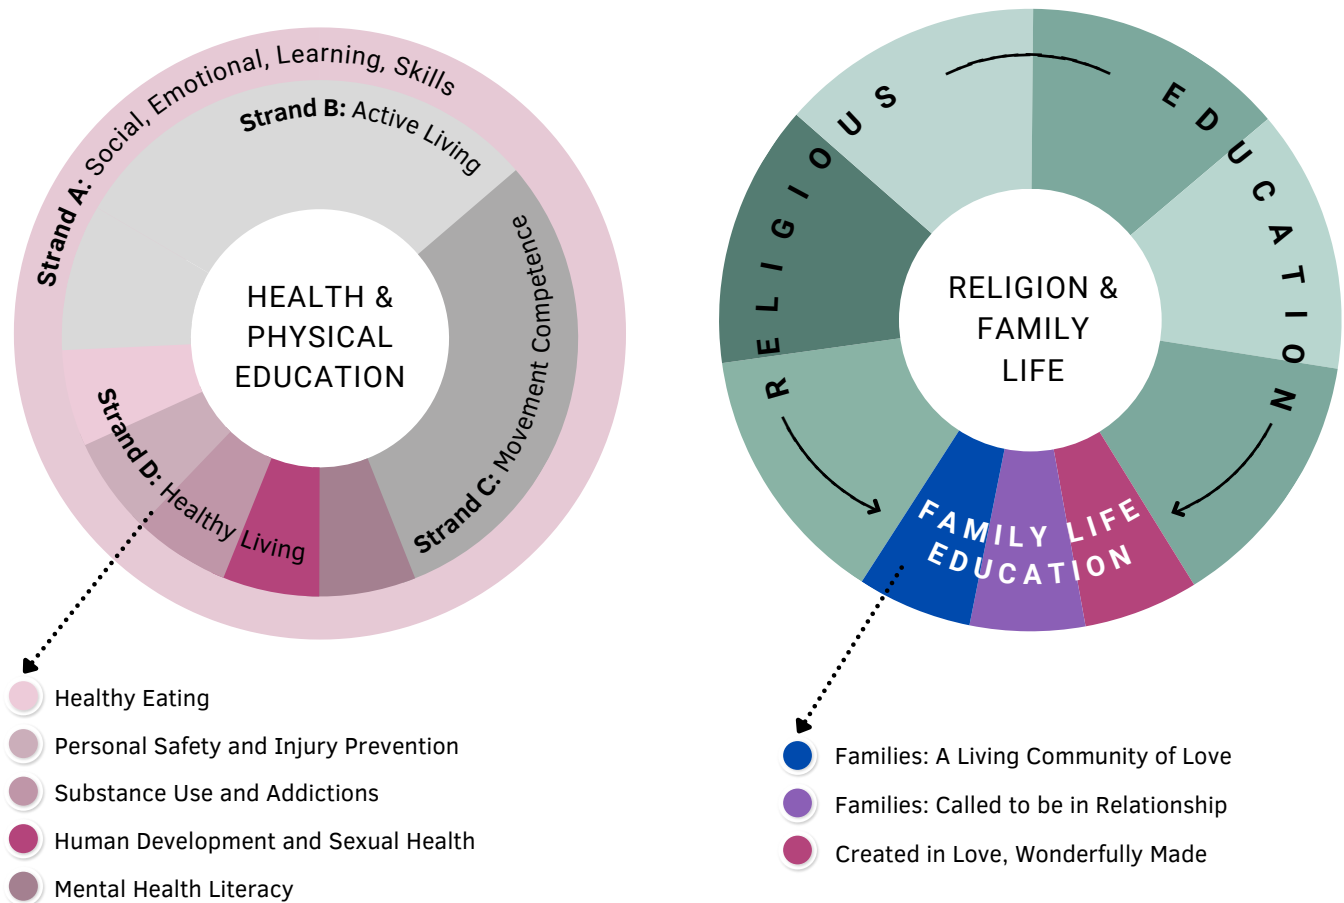 Strand A: Social, Emotional, Learning, Skills
Strand B: Active Living
Strand C: Movement Competence
Strand D: Healthy Living
HEALTH &
PHYSICAL
EDUCATION
Healthy Eating
Personal Safety and Injury Prevention
Substance Use and Addictions
Human Development and Sexual Health
Mental Health Literacy
RELIGIOUS EDUCATION
RELIGION &
FAMILY
LIFE
FAMILY LIFE
EDUCATION
Families: A Living Community of Love
Families: Called to be in Relationship
Created in Love, Wonderfully Made